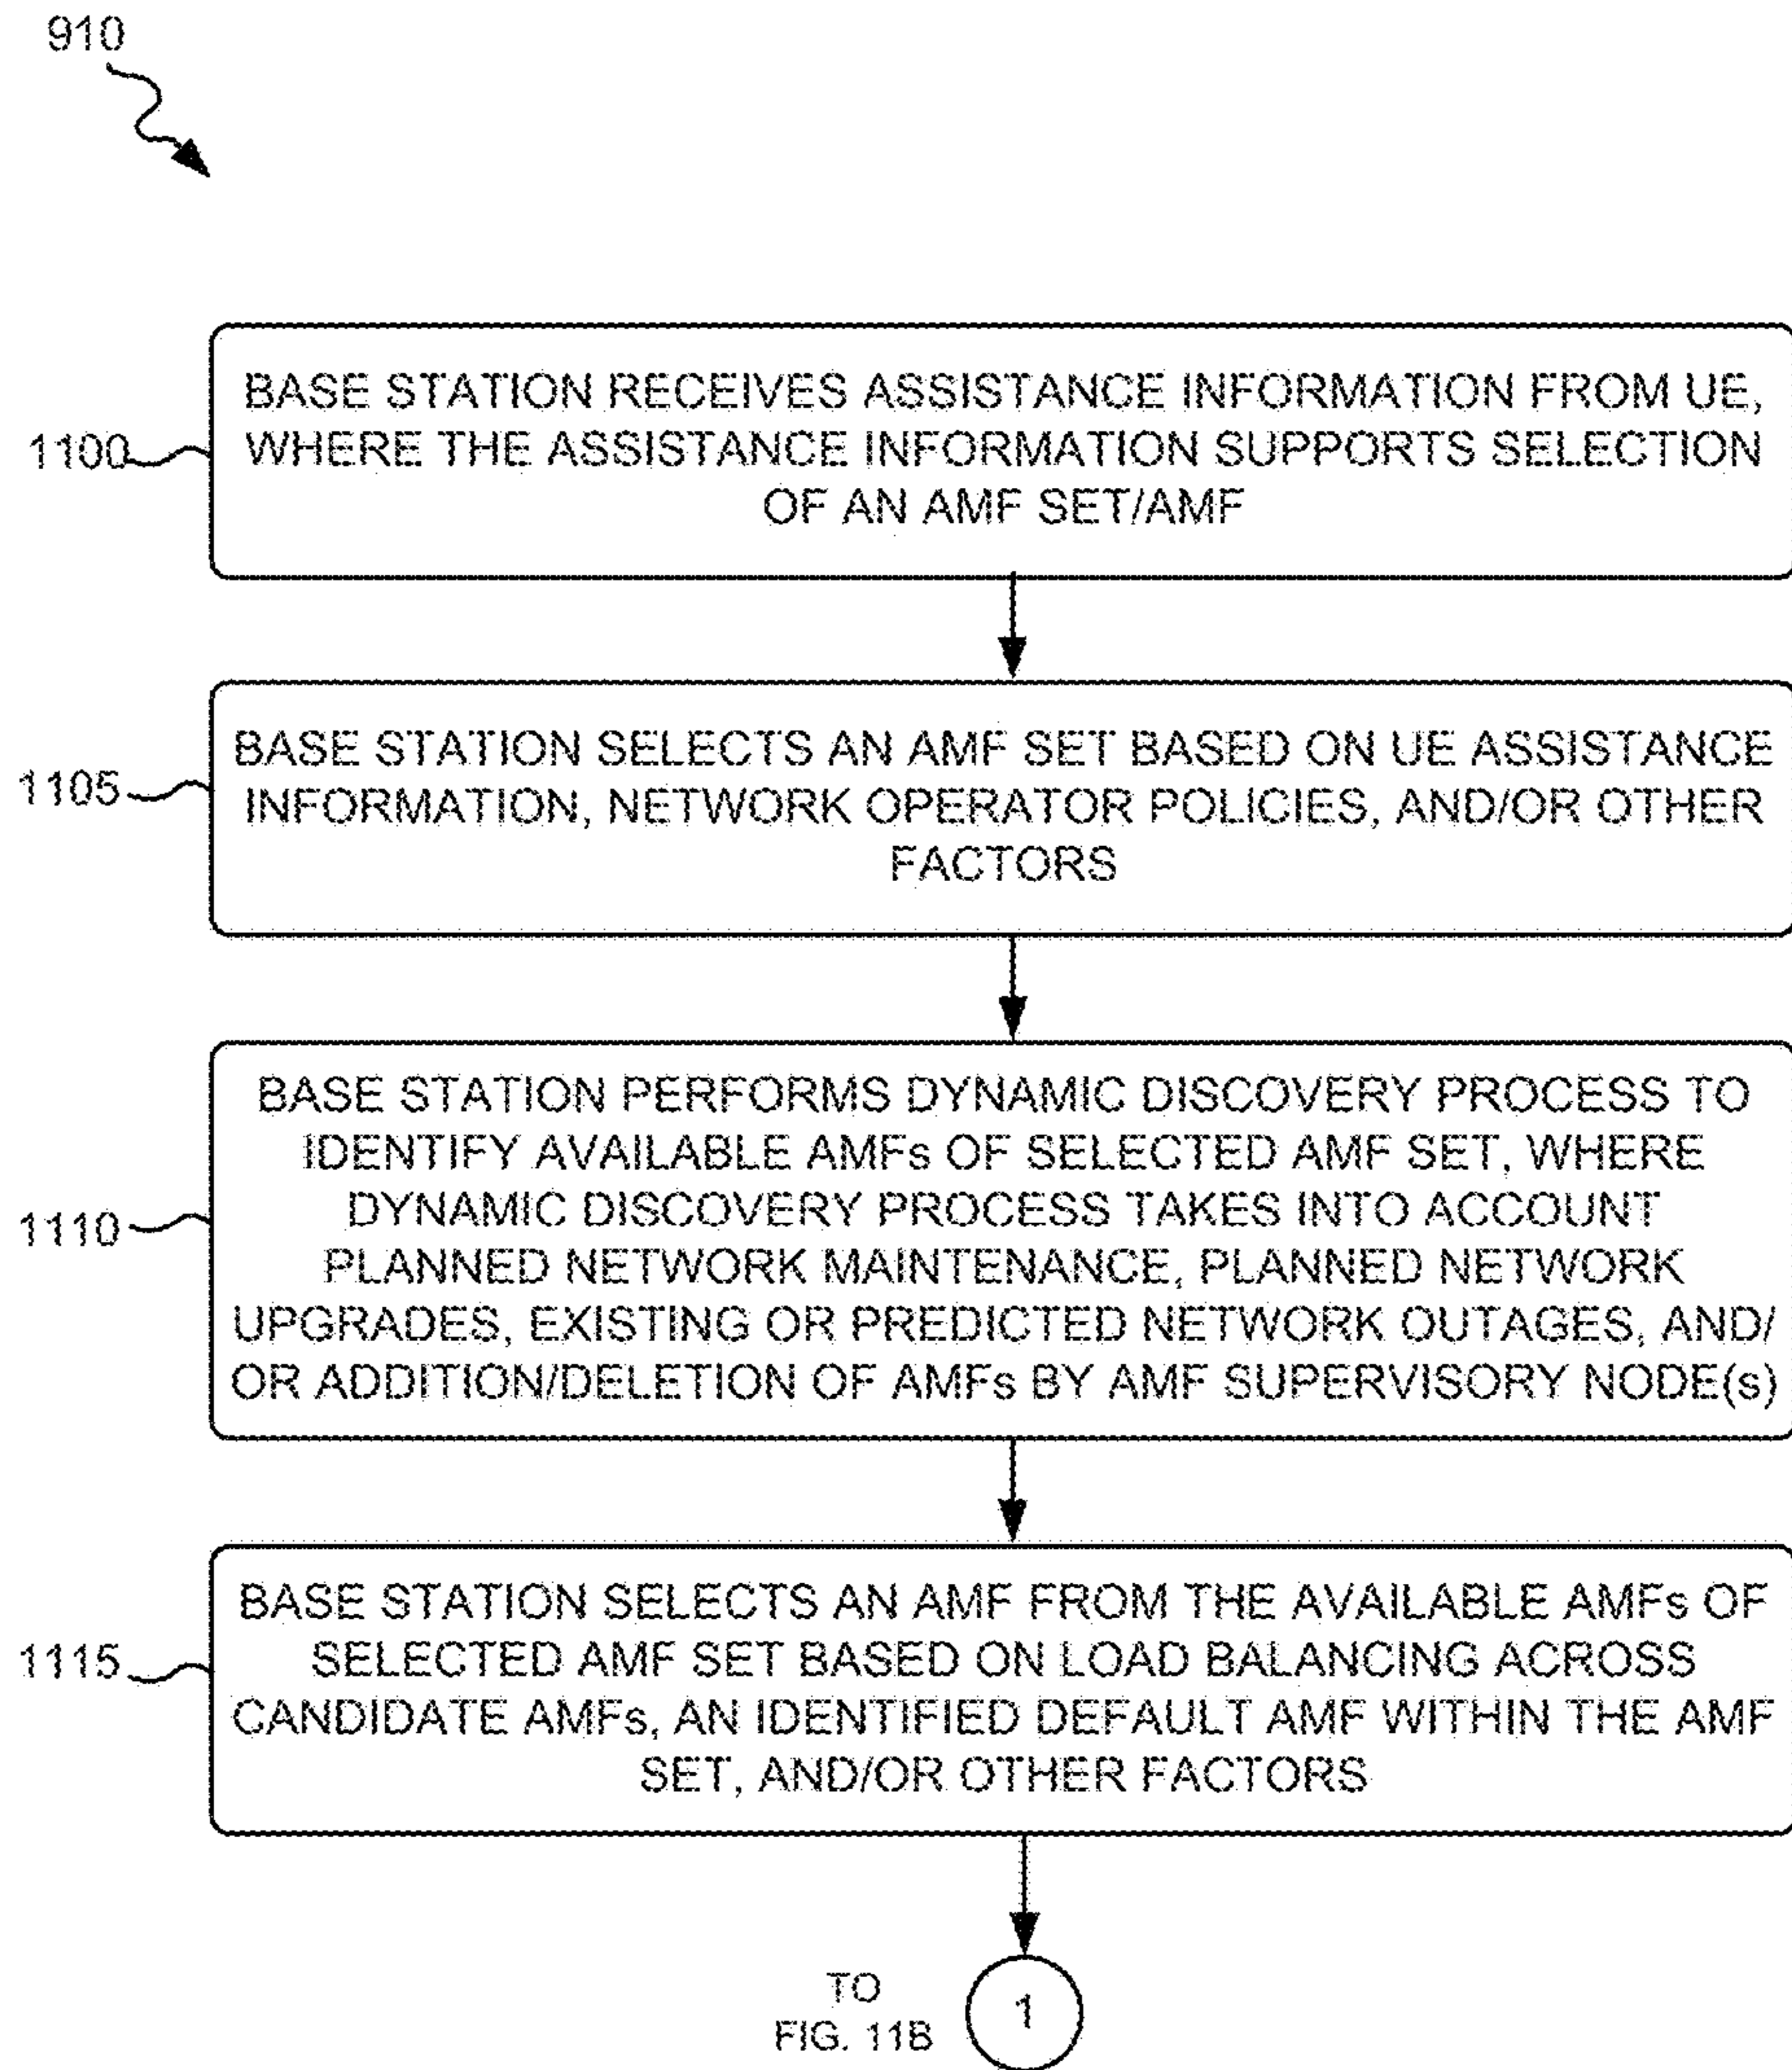 910
1100
BASE STATION RECEIVES ASSISTANCE INFORMATION FROM UE,
WHERE THE ASSISTANCE INFORMATION SUPPORTS SELECTION
OF AN AMF SET/AMF
1105
BASE STATION SELECTS AN AMF SET BASED ON UE ASSISTANCE
INFORMATION, NETWORK OPERATOR POLICIES, AND/OR OTHER
FACTORS
1110
BASE STATION PERFORMS DYNAMIC DISCOVERY PROCESS TO
IDENTIFY AVAILABLE AMFs OF SELECTED AMF SET, WHERE
DYNAMIC DISCOVERY PROCESS TAKES INTO ACCOUNT
PLANNED NETWORK MAINTENANCE, PLANNED NETWORK
UPGRADES, EXISTING OR PREDICTED NETWORK OUTAGES, AND/
OR ADDITION/DELETION OF AMFs BY AMF SUPERVISORY NODE(s)
1115
BASE STATION SELECTS AN AMF FROM THE AVAILABLE AMFs OF
SELECTED AMF SET BASED ON LOAD BALANCING ACROSS
CANDIDATE AMFs, AN IDENTIFIED DEFAULT AMF WITHIN THE AMF
SET, AND/OR OTHER FACTORS
TO
FIG. 11B
1